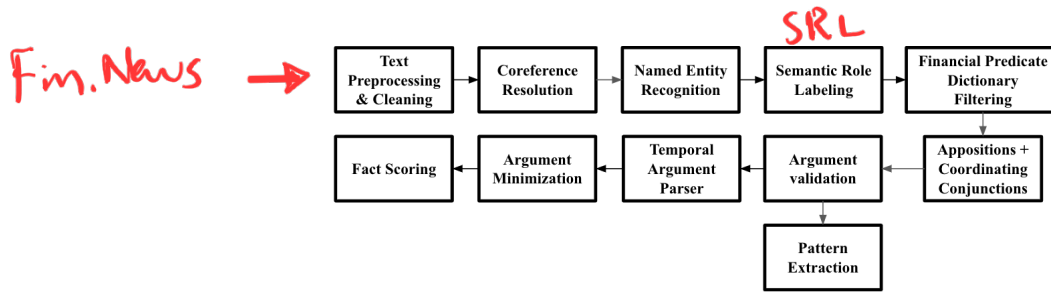 SRL
Fin. News
Text
Preprocessing
& Cleaning
Coreference
Resolution
Named Entity
Recognition
Semantic Role
Labeling
Financial Predicate
Dictionary
Filtering
Fact Scoring
Argument
Minimization
Temporal
Argument
Parser
Argument
validation
Appositions +
Coordinating
Conjunctions
Pattern
Extraction